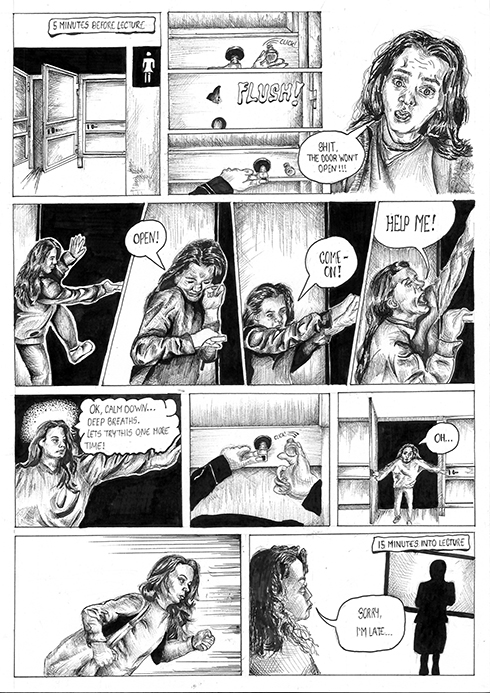 5 MINUTES BEFORE LECTURE
CLICK!
FLUSH!
SHIT,
THE DOOR WON'T
OPEN!!!
OPEN!
COME-
ON!
HELP ME!
OK, CALM DOWN...
DEEP BREATHS.
LETS TRY THIS ONE MORE
TIME!
CLICK!
OH...
15 MINUTES INTO LECTURE
SORRY,
I'M LATE...